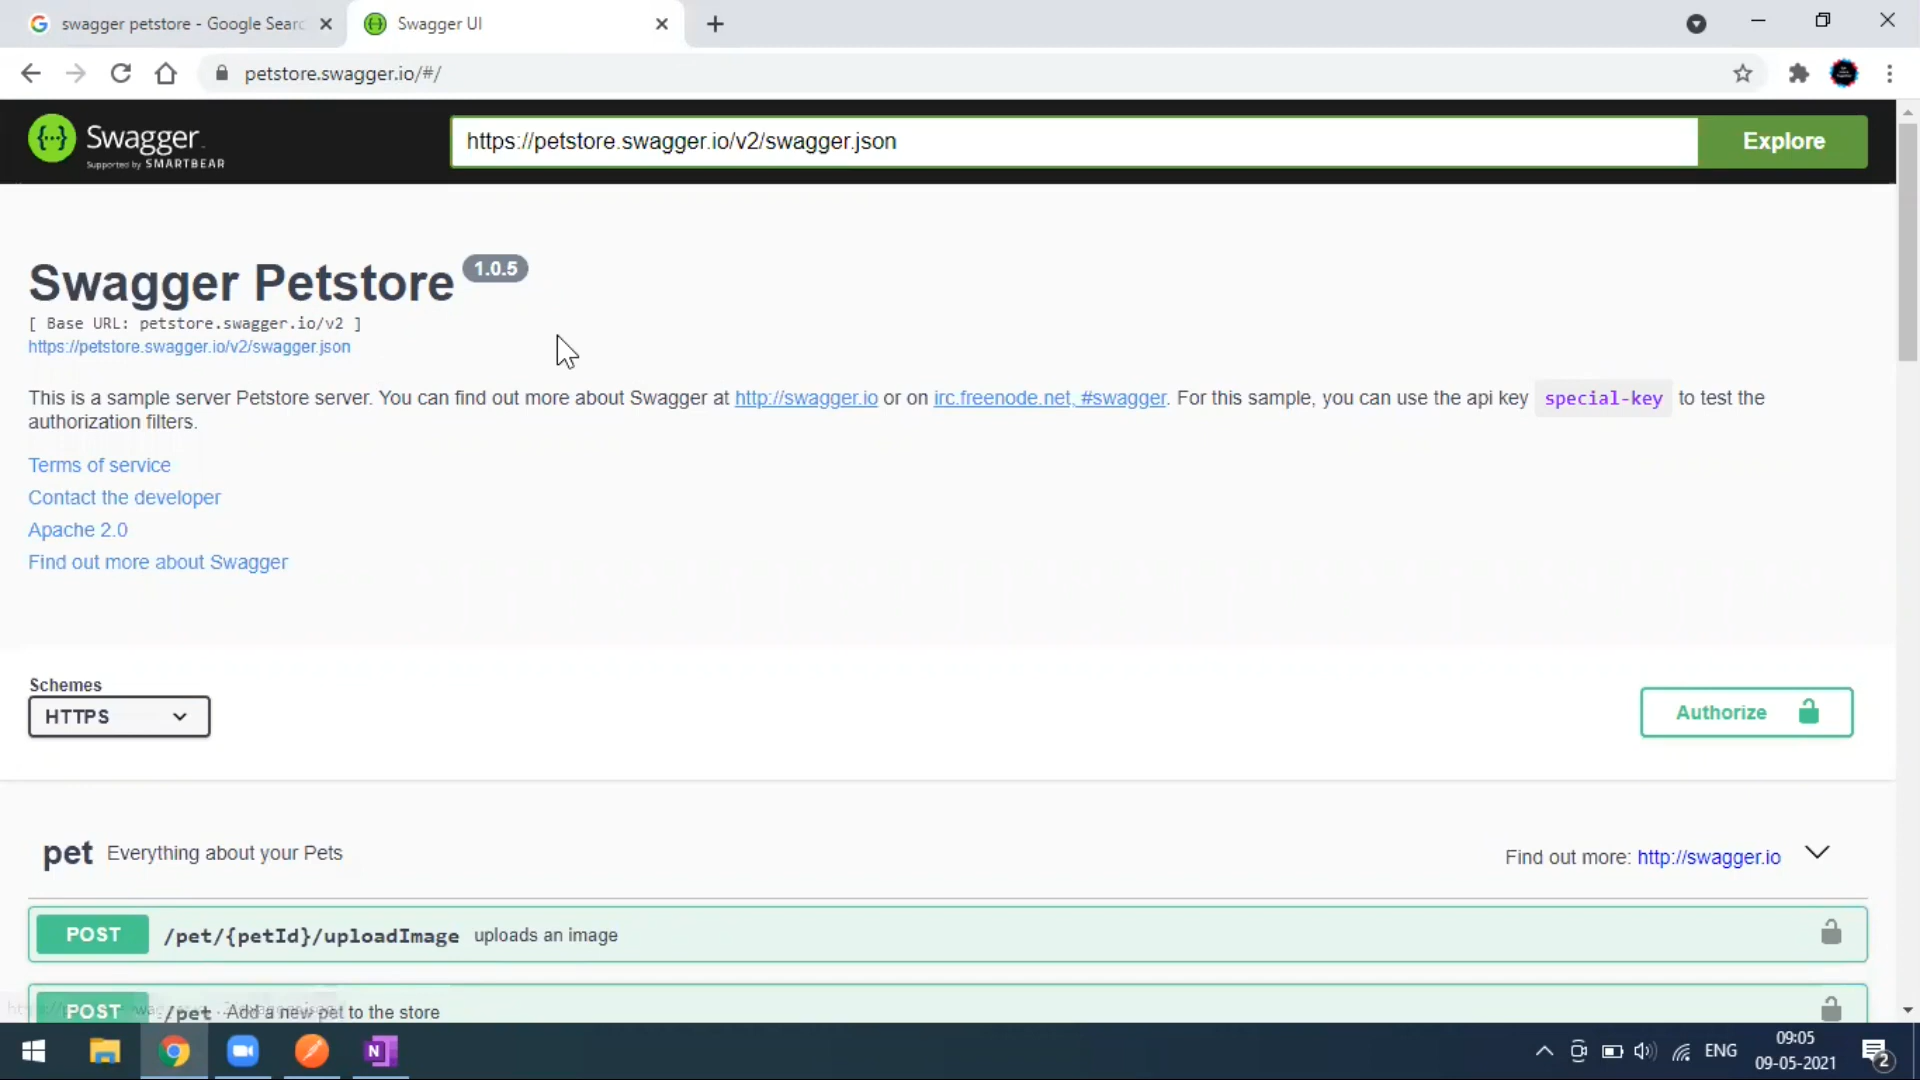 swagger petstore - Google Searc
Swagger UI
petstore.swagger.io/#/
Swagger
Supported by SMARTBEAR
https://petstore.swagger.io/v2/swagger.json
Explore
Swagger Petstore 1.0.5
[ Base URL: petstore.swagger.io/v2 ]
https://petstore.swagger.io/v2/swagger.json
This is a sample server Petstore server. You can find out more about Swagger at http://swagger.io or on irc.freenode.net, #swagger. For this sample, you can use the api key special-key to test the
authorization filters.
Terms of service
Contact the developer
Apache 2.0
Find out more about Swagger
Schemes
HTTPS
Authorize
pet Everything about your Pets
Find out more: http://swagger.io
POST /pet/{petId}/uploadImage uploads an image
POST /pet Add a new pet to the store
N
ENG
09:05
09-05-2021
2